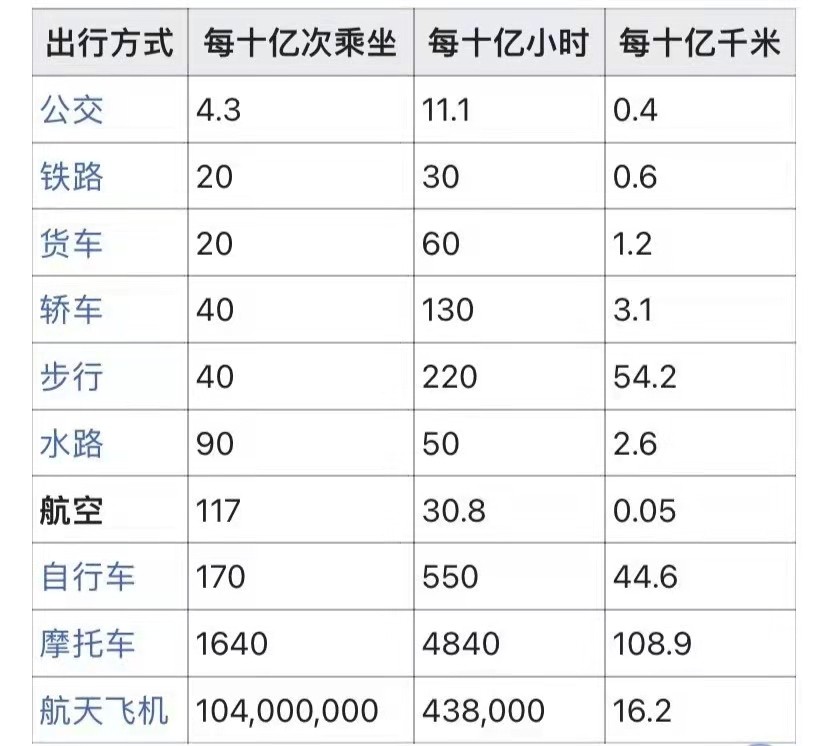 出行方式 每十亿次乘坐 每十亿小时 每十亿千米
公交 4.3 11.1 0.4
铁路 20 30 0.6
货车 20 60 1.2
轿车 40 130 3.1
步行 40 220 54.2
水路 90 50 2.6
航空 117 30.8 0.05
自行车 170 550 44.6
摩托车 1640 4840 108.9
航天飞机 104,000,000 438,000 16.2